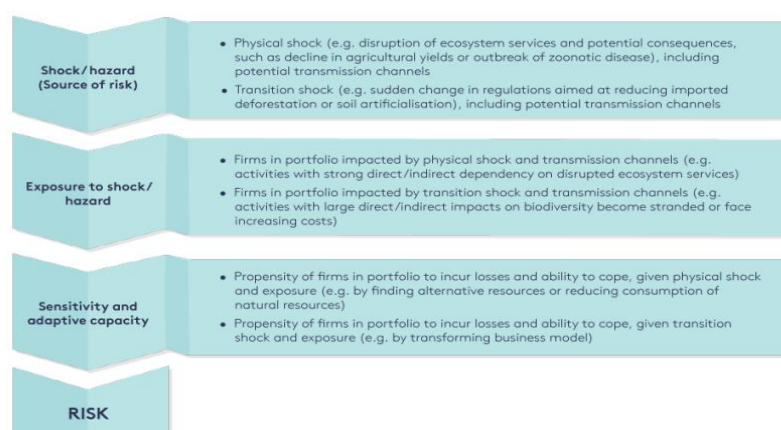 Shock/hazard
(Source of risk)
• Physical shock (e.g. disruption of ecosystem services and potential consequences,
such as decline in agricultural yields or outbreak of zoonotic disease), including
potential transmission channels
• Transition shock (e.g. sudden change in regulations aimed at reducing imported
deforestation or soil artificialisation), including potential transmission channels
Exposure to shock/
hazard
• Firms in portfolio impacted by physical shock and transmission channels (e.g.
activities with strong direct/indirect dependency on disrupted ecosystem services)
• Firms in portfolio impacted by transition shock and transmission channels (e.g.
activities with large direct/indirect impacts on biodiversity become stranded or face
increasing costs)
Sensitivity and
adaptive capacity
• Propensity of firms in portfolio to incur losses and ability to cope, given physical shock
and exposure (e.g. by finding alternative resources or reducing consumption of
natural resources)
• Propensity of firms in portfolio to incur losses and ability to cope, given transition
shock and exposure (e.g. by transforming business model)
RISK